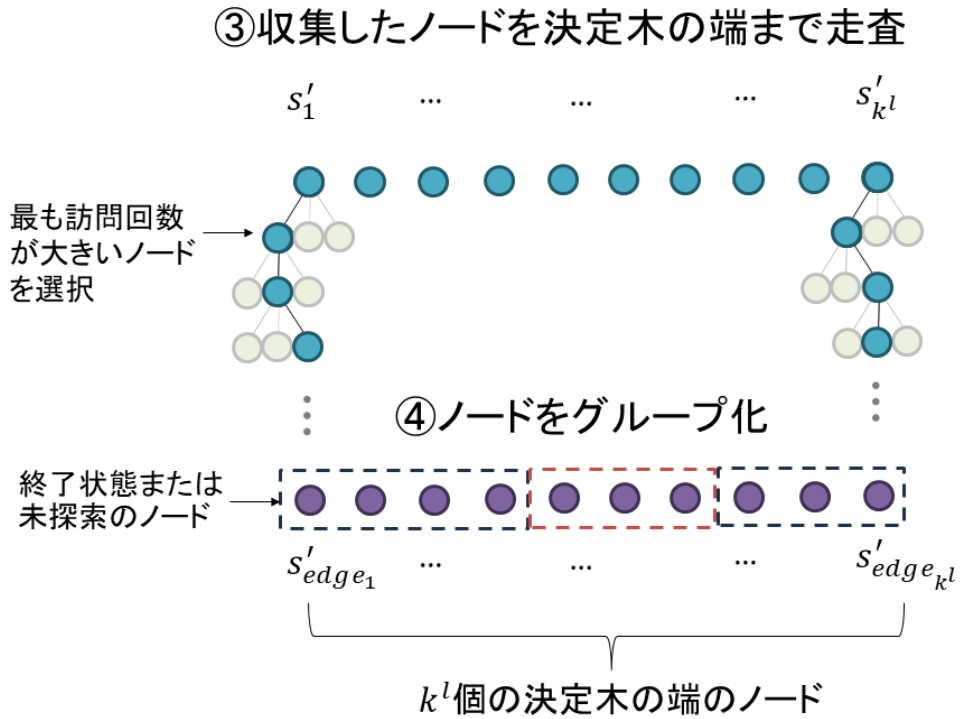 ③収集したノードを決定木の端まで走査
s′₁ … … … s′ₖˡ
最も訪問回数
が大きいノード
を選択
④ノードをグループ化
終了状態または
未探索のノード
s′_{edge_1} … … … s′_{edge_{k^l}}
k^l個の決定木の端のノード